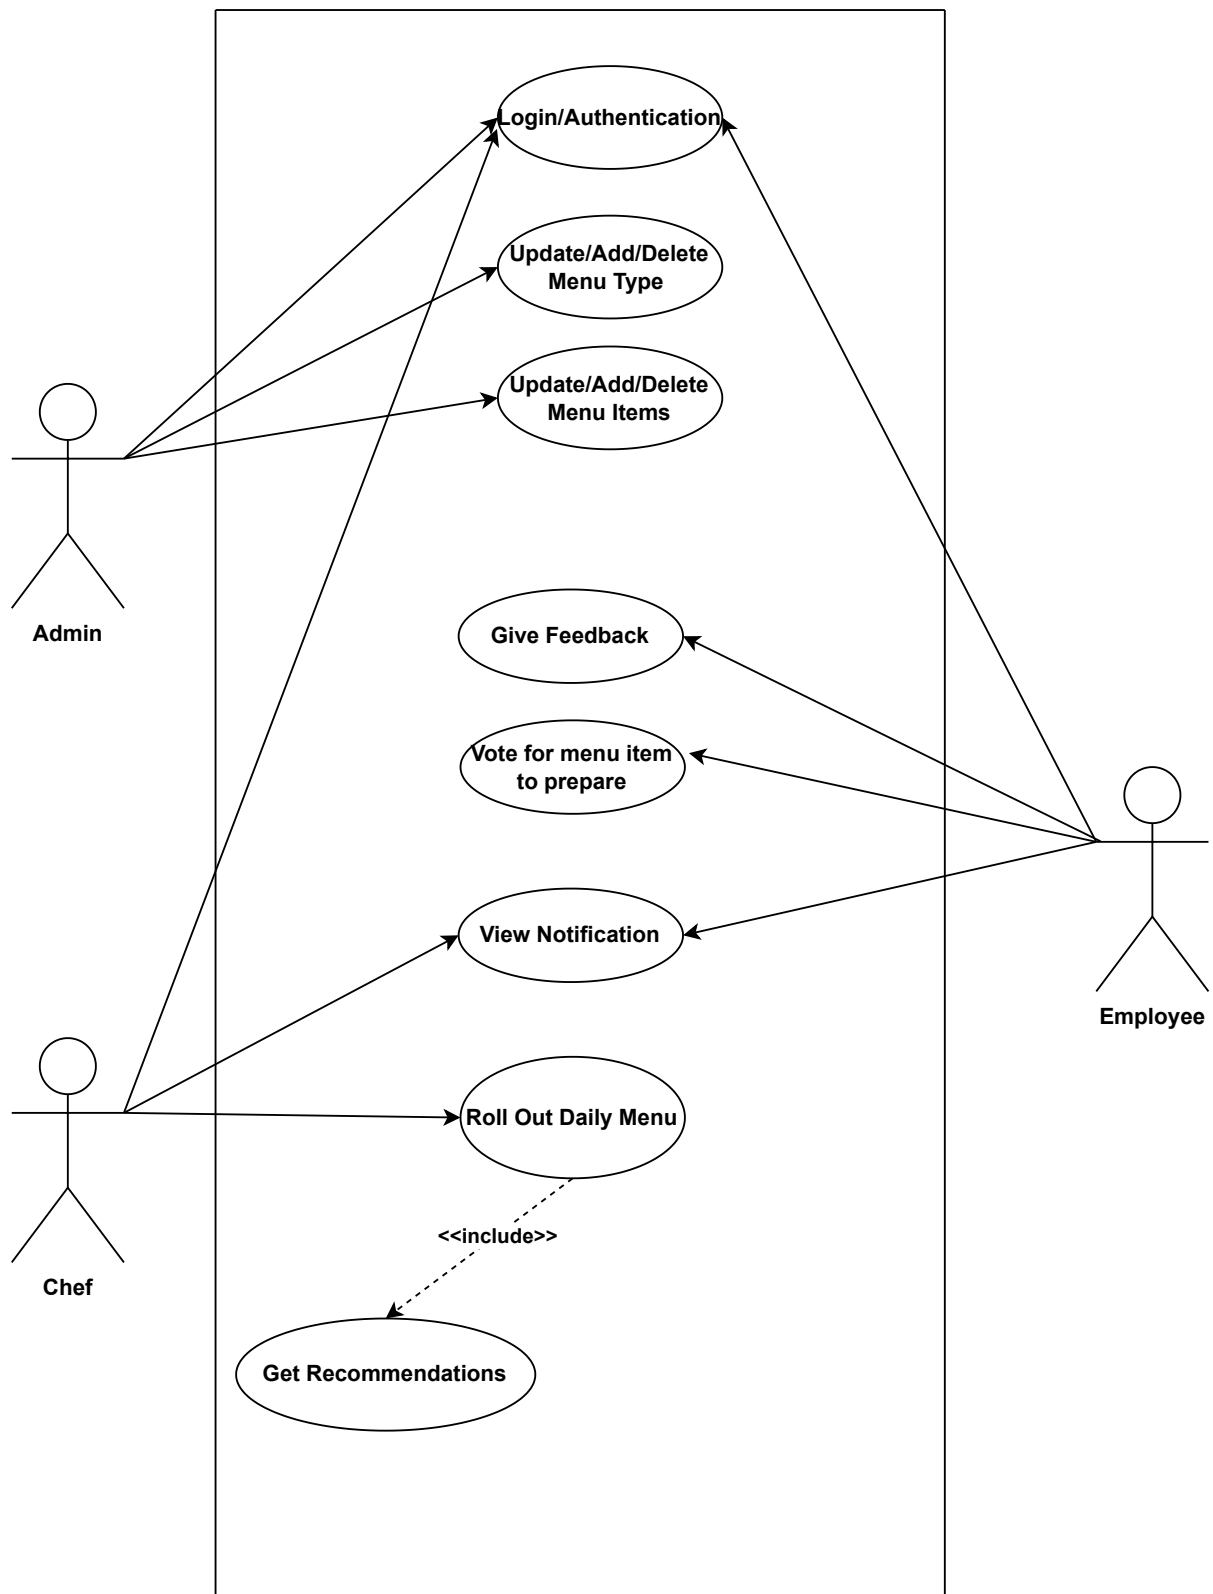 Login/Authentication
Update/Add/Delete
Menu Type
Update/Add/Delete
Menu Items
Admin
Give Feedback
Vote for menu item
to prepare
View Notification
Employee
Roll Out Daily Menu
<<include>>
Chef
Get Recommendations